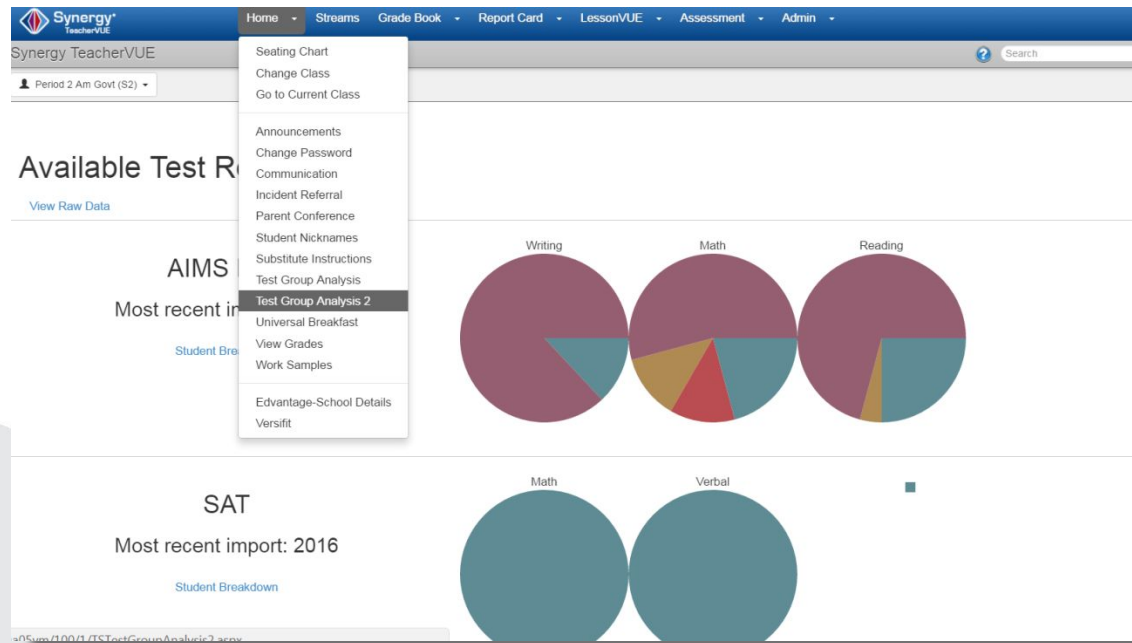 Synergy
TeacherVUE
Home Streams Grade Book Report Card LessonVUE Assessment Admin
Synergy TeacherVUE
Search
Period 2 Am Govt (S2)
Seating Chart
Change Class
Go to Current Class
Announcements
Change Password
Communication
Incident Referral
Parent Conference
Student Nicknames
Substitute Instructions
Test Group Analysis
Test Group Analysis 2
Universal Breakfast
View Grades
Work Samples
Edvantage-School Details
Versifit
Available Test R
View Raw Data
AIMS
Most recent
Student
Writing Math Reading
SAT
Most recent import: 2016
Student Breakdown
Math Verbal